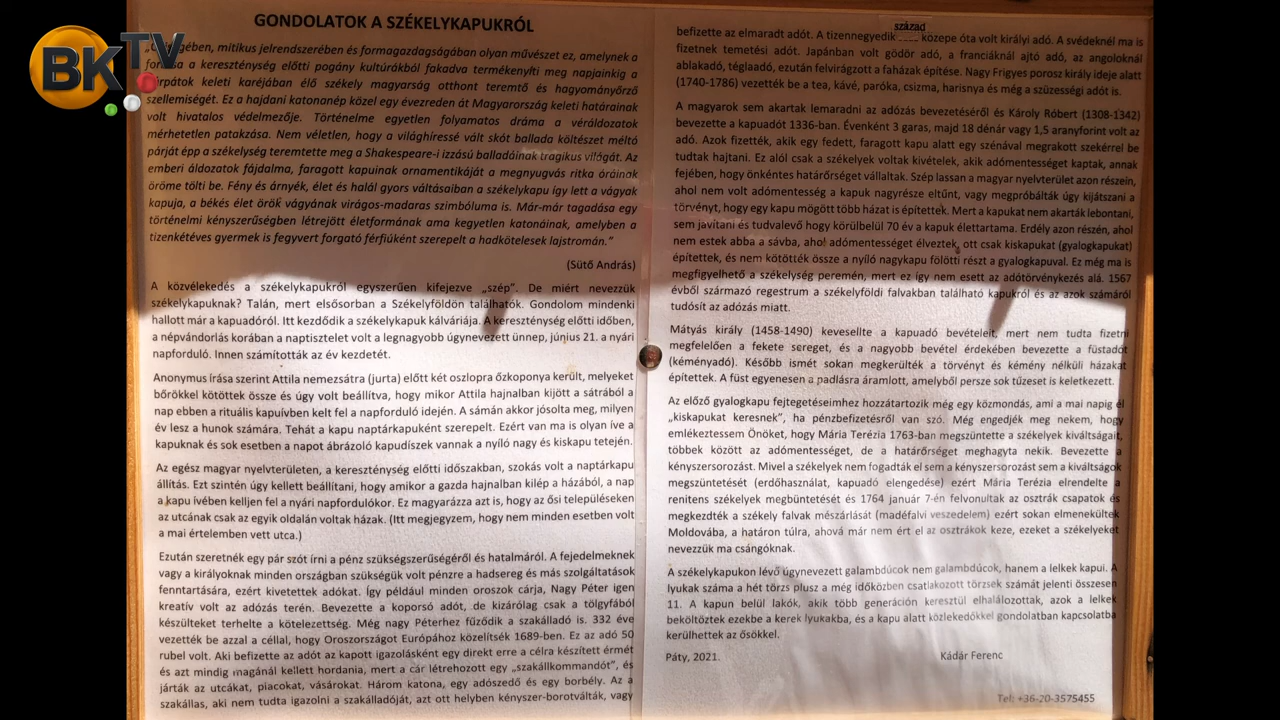 BKTV
GONDOLATOK A SZÉKELYKAPUKRÓL
mitikus jelrendszerében és formagazdagságában olyan művészet ez, amelynek a
a kereszténység előtti pogány kultúrákból fakadva termékenyíti meg napjainkig a
keleti karéjában élő székely magyarság otthont teremtő és hagyományőrző
szellemiségét. Ez a hajdani katonanép közel egy évezreden át Magyarország keleti határainak
volt hivatalos védelmezője. Történelme egyetlen folyamatos dráma a véráldozatok
mérhetetlen patakzása. Nem véletlen, hogy a világhíressé vált skót ballada költészet méltó
párját épp a székelység teremtette meg a Shakespeare-i izzású balladáinak tragikus világát. Az
emberi áldozatok fájdalma, faragott kapuinak ornamentikáját a megnyugvás ritka óráinak
öröme tölti be. Fény és árnyék, élet és halál gyors váltásaiban a székelykapu így lett a vágyak
kapuja, a békés élet örök vágyának virágos-madaras szimbóluma is. Már-már tagadása egy
történelmi kényszerűségben létrejött életformának ama kegyetlen katonáinak, amelyben a
tizenkétéves gyermek is fegyvert forgató férfiúként szerepelt a hadkötelesek lajstromán.”
(Sütő András)
A közvélekedés a székelykapukról egyszerűen kifejezve „szép”. De miért nevezzük
székelykapuknak? Talán, mert elsősorban a Székelyföldön találhatók. Gondolom mindenki
hallott már a kapuadóról. Itt kezdődik a székelykapuk kálváriája. A kereszténység előtti időben,
a népvándorlás korában a naptisztelet volt a legnagyobb úgynevezett ünnep, június 21. a nyári
napforduló. Innen számították az év kezdetét.
Anonymus írása szerint Attila nemezsátra (jurta) előtt két oszlopra őzkoponya került, melyeket
bőrökkel kötöttek össze és úgy volt beállítva, hogy mikor Attila hajnalban kijött a sátrából a
nap ebben a rituális kapuívben kelt fel a napforduló idején. A sámán akkor jósolta meg, milyen
év lesz a hunok számára. Tehát a kapu naptárkapuként szerepelt. Ezért van ma is olyan íve a
kapuknak és sok esetben a napot ábrázoló kapudíszek vannak a nyíló nagy és kiskapu tetején.
Az egész magyar nyelvterületen, a kereszténység előtti időszakban, szokás volt a naptárkapu
állítás. Ezt szintén úgy kellett beállítani, hogy amikor a gazda hajnalban kilép a házából, a nap
a kapu ívében kelljen fel a nyári napfordulókor. Ez magyarázza azt is, hogy az ősi településeken
az utcának csak az egyik oldalán voltak házak. (Itt megjegyzem, hogy nem minden esetben volt
a mai értelemben vett utca.)
Ezután szeretnék egy pár szót írni a pénz szükségszerűségéről és hatalmáról. A fejedelmeknek
vagy a királyoknak minden országban szükségük volt pénzre a hadsereg és más szolgáltatások
fenntartására, ezért kivetettek adókat. Így például minden oroszok cárja, Nagy Péter igen
kreatív volt az adózás terén. Bevezette a koporsó adót, de kizárólag csak a tölgyfából
készülteket terhelte a kötelezettség. Még nagy Péterhez fűződik a szakálladó is. 332 éve
vezették be azzal a céllal, hogy Oroszországot Európához közelítsék 1689-ben. Ez az adó 50
rubel volt. Aki befizette az adót az kapott igazolásként egy direkt erre a célra készített érmét
és azt mindig magánál kellett hordania, mert a cár létrehozott egy „szakállkommandót”, és
járták az utcákat, piacokat, vásárokat. Három katona, egy adószedő és egy borbély. Az a
szakállas, aki nem tudta igazolni a szakálladóját, azt ott helyben kényszer-borotválták, vagy
század
befizette az elmaradt adót. A tizennegyedik közepe óta volt királyi adó. A svédeknél ma is
fizetnek temetési adót. Japánban volt gödör adó, a franciáknál ajtó adó, az angoloknál
ablakadó, téglaadó, ezután felvirágzott a faházak építése. Nagy Frigyes porosz király ideje alatt
(1740-1786) vezették be a tea, kávé, paróka, csizma, harisnya és még a szüzességi adót is.
A magyarok sem akartak lemaradni az adózás bevezetéséről és Károly Róbert (1308-1342)
bevezette a kapuadót 1336-ban. Évenként 3 garas, majd 18 dénár vagy 1,5 aranyforint volt az
adó. Azok fizették, akik egy fedett, faragott kapu alatt egy szénával megrakott szekérrel be
tudtak hajtani. Ez alól csak a székelyek voltak kivételek, akik adómentességet kaptak, annak
fejében, hogy önkéntes határőrséget vállaltak. Szép lassan a magyar nyelvterület azon részein,
ahol nem volt adómentesség a kapuk nagyrésze eltűnt, vagy megpróbálták úgy kijátszani a
törvényt, hogy egy kapu mögött több házat is építettek. Mert a kapukat nem akarták lebontani,
sem javítani és tudvalevő hogy körülbelül 70 év a kapuk élettartama. Erdély azon részén, ahol
nem estek abba a sávba, ahol adómentességet élveztek, ott csak kiskapukat (gyalogkapukat)
építettek, és nem kötötték össze a nyíló nagykapu fölötti részt a gyalogkapuval. Ez még ma is
megfigyelhető a székelység peremén, mert ez így nem esett az adótörvénykezés alá. 1567
évből származó regestrum a székelyföldi falvakban található kapukról és az azok számáról
tudósít az adózás miatt.
Mátyás király (1458-1490) keveselte a kapuadó bevételeit, mert nem tudta fizetni
megfelelően a fekete sereget, és a nagyobb bevétel érdekében bevezette a füstadót
(kéményadó). Később ismét sokan megkerülték a törvényt és kémény nélküli házakat
építettek. A füst egyenesen a padlásra áramlott, amelyből persze sok tűzeset is keletkezett.
Az előző gyalogkapu fejtegetéseimhez hozzátartozik még egy közmondás, ami a mai napig él
„kiskapukat keresnek”, ha pénzbefizetésről van szó. Még engedjék meg nekem, hogy
emlékeztessem Önöket, hogy Mária Terézia 1763-ban megszüntette a székelyek kiváltságait,
többek között az adómentességet, de a határőrséget meghagyta nekik. Bevezette a
kényszersorozást. Mivel a székelyek nem fogadták el sem a kényszersorozást sem a kiváltságok
megszüntetését (erdőhasználat, kapuadó elengedése) ezért Mária Terézia elrendelte a
renitens székelyek megbüntetését és 1764 január 7-én felvonultak az osztrák csapatok és
megkezdték a székely falvak mészárlását (madéfalvi veszedelem) ezért sokan elmenekültek
Moldovába, a határon túlra, ahová már nem ért el az osztrákok keze, ezeket a székelyeket
nevezzük ma csángóknak.
A székelykapukon lévő úgynevezett galambdúcok nem galambdúcok, hanem a lelkek kapui. A
lyukak száma a hét törzs plusz a még időközben csatlakozott törzsek számát jelenti összesen
11. A kapun belül lakók, akik több generáción keresztül elhalálozottak, azok a lelkek
beköltöztek ezekbe a kerek lyukakba, és a kapu alatt közlekedőkkel gondolatban kapcsolatba
kerülhettek az ősökkel.
Páty, 2021. Kádár Ferenc
Tel: +36-20-3575455